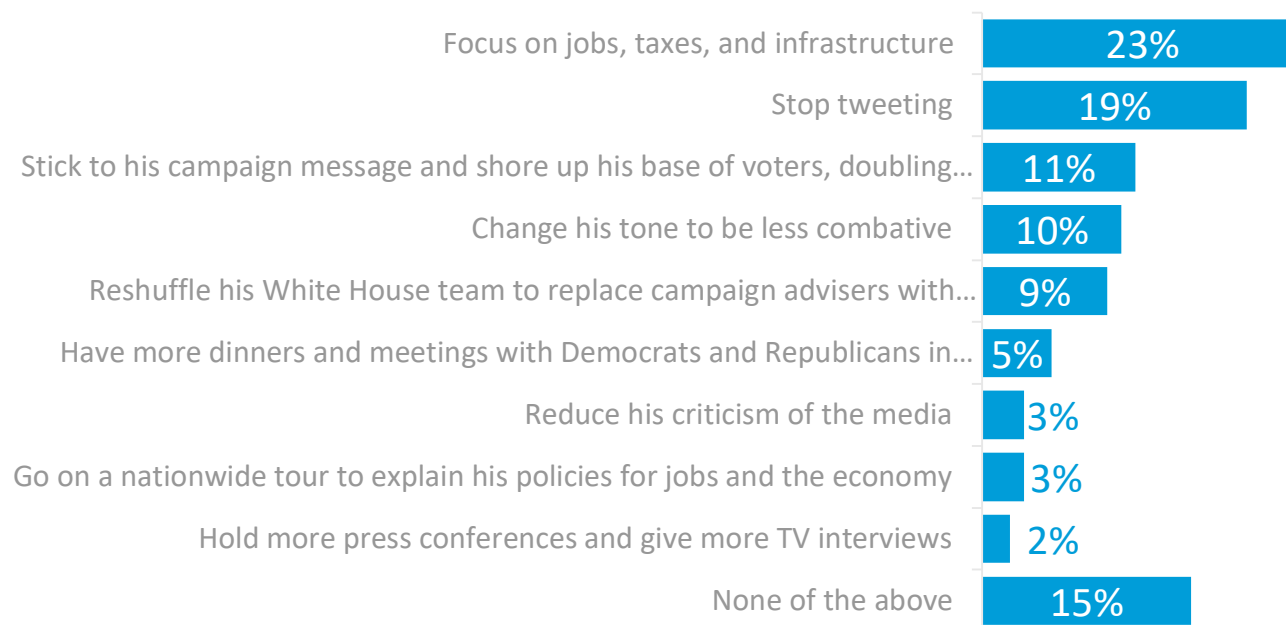 Focus on jobs, taxes, and infrastructure 23%
Stop tweeting 19%
Stick to his campaign message and shore up his base of voters, doubling... 11%
Change his tone to be less combative 10%
Reshuffle his White House team to replace campaign advisers with... 9%
Have more dinners and meetings with Democrats and Republicans in... 5%
Reduce his criticism of the media 3%
Go on a nationwide tour to explain his policies for jobs and the economy 3%
Hold more press conferences and give more TV interviews 2%
None of the above 15%